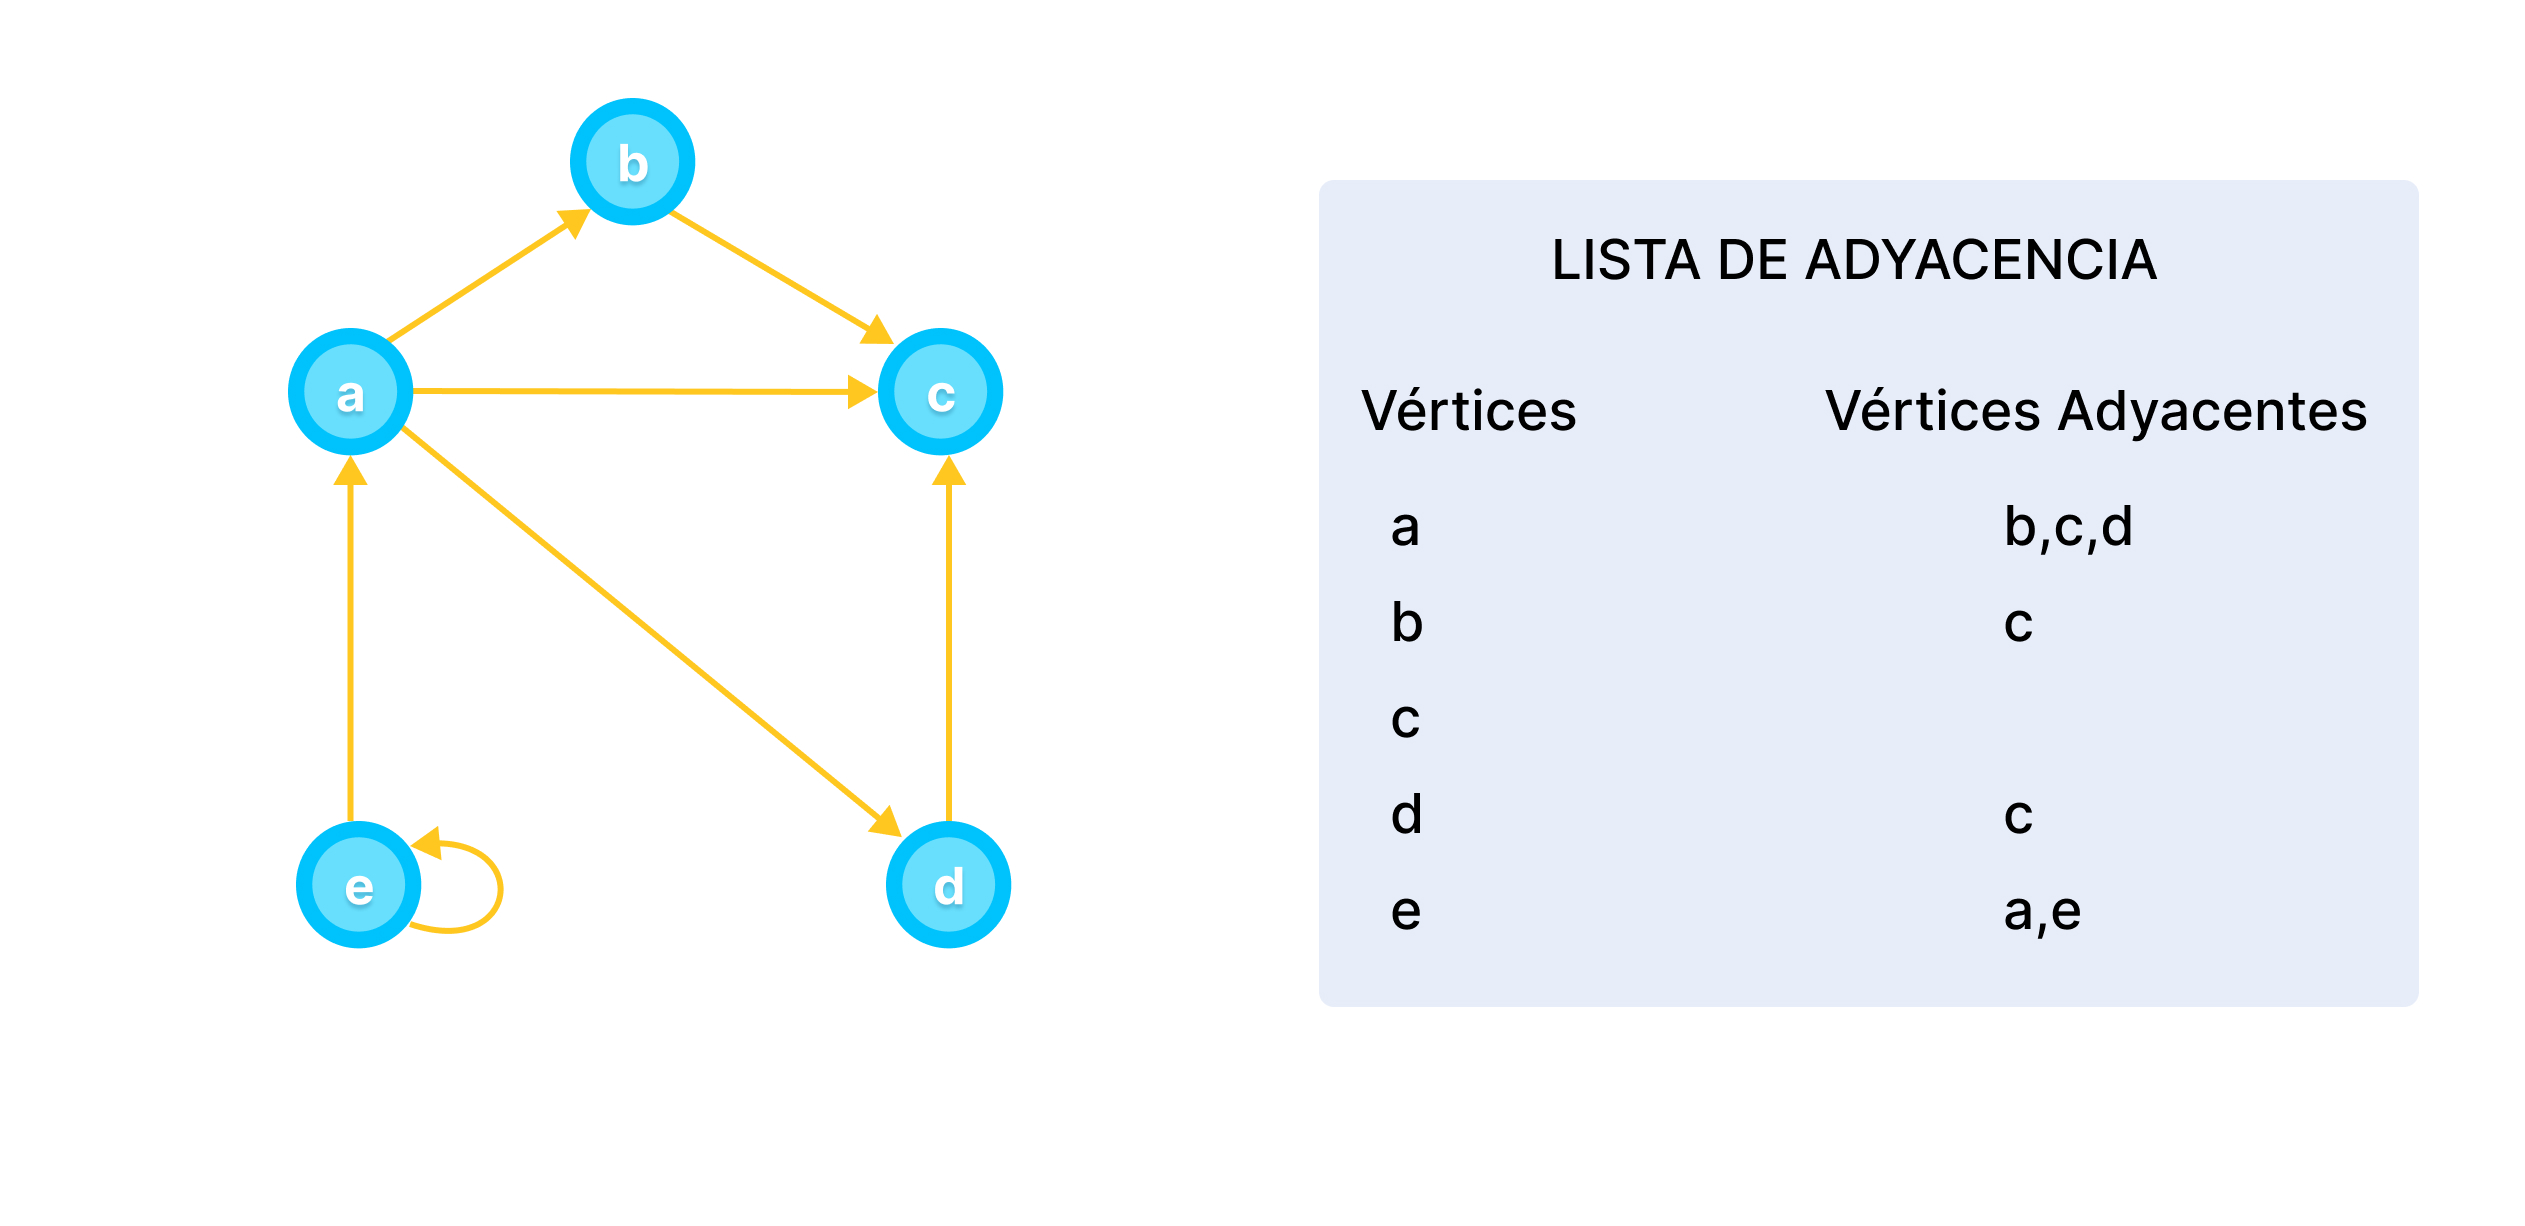 b
a
c
e
d
LISTA DE ADYACENCIA
Vértices Vértices Adyacentes
a b,c,d
b c
c
d c
e a,e